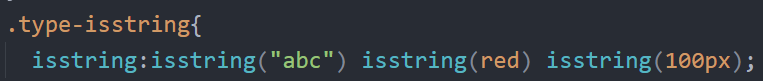 .type-isstring{
isstring:isstring("abc") isstring(red) isstring(100px);